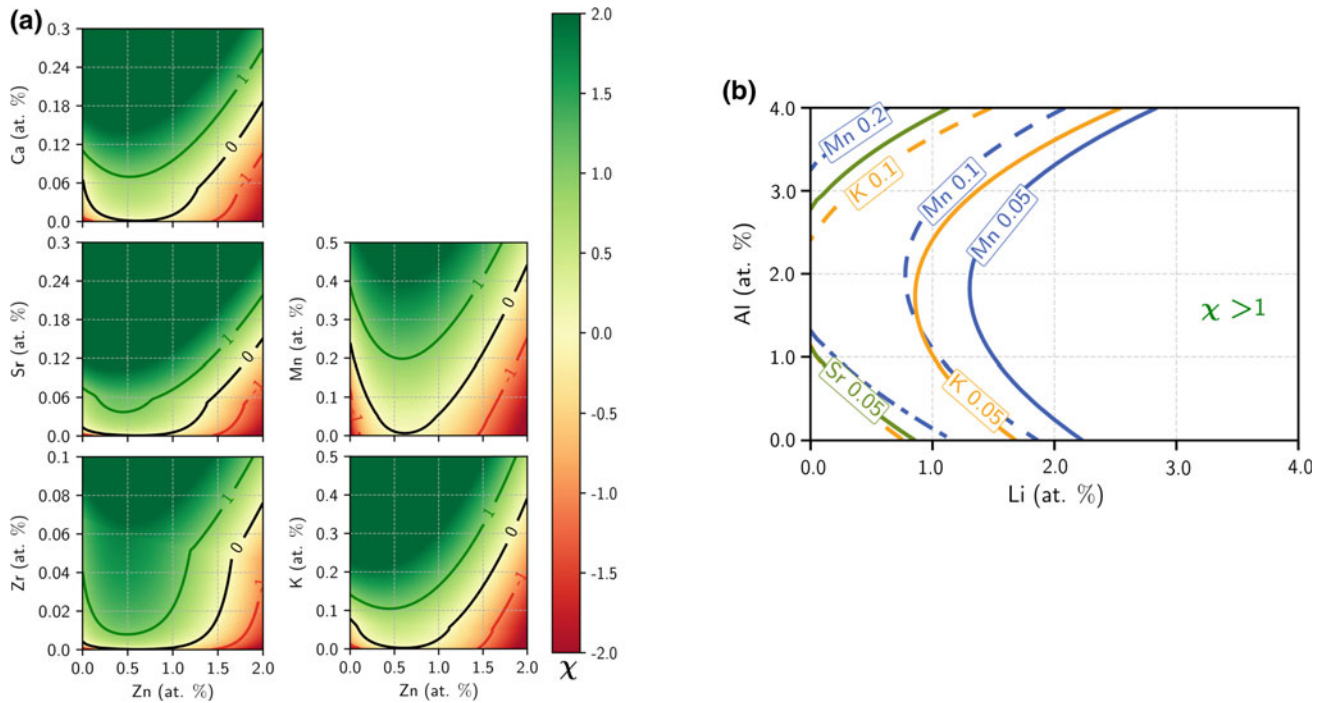 (a)
0.3
0.24
0.18
0.12
0.06
0.0
Ca (at. %)
1
0
-1
0.3
0.24
0.18
0.12
0.06
0.0
Sr (at. %)
1
0
-1
0.5
0.4
0.3
0.2
0.1
0.0
Mn (at. %)
1
0
-1
-1
0.1
0.08
0.06
0.04
0.02
0.0
Zr (at. %)
1
0
-1
0.0 0.5 1.0 1.5 2.0
Zn (at. %)
0.5
0.4
0.3
0.2
0.1
0.0
K (at. %)
1
0
-1
0.0 0.5 1.0 1.5 2.0
Zn (at. %)
2.0
1.5
1.0
0.5
0.0
-0.5
-1.0
-1.5
-2.0
χ
(b)
4.0
3.0
2.0
1.0
0.0
Al (at. %)
Mn 0.2
K 0.1
Mn 0.1
Mn 0.05
Sr 0.05
K 0.05
χ >1
0.0 1.0 2.0 3.0 4.0
Li (at. %)